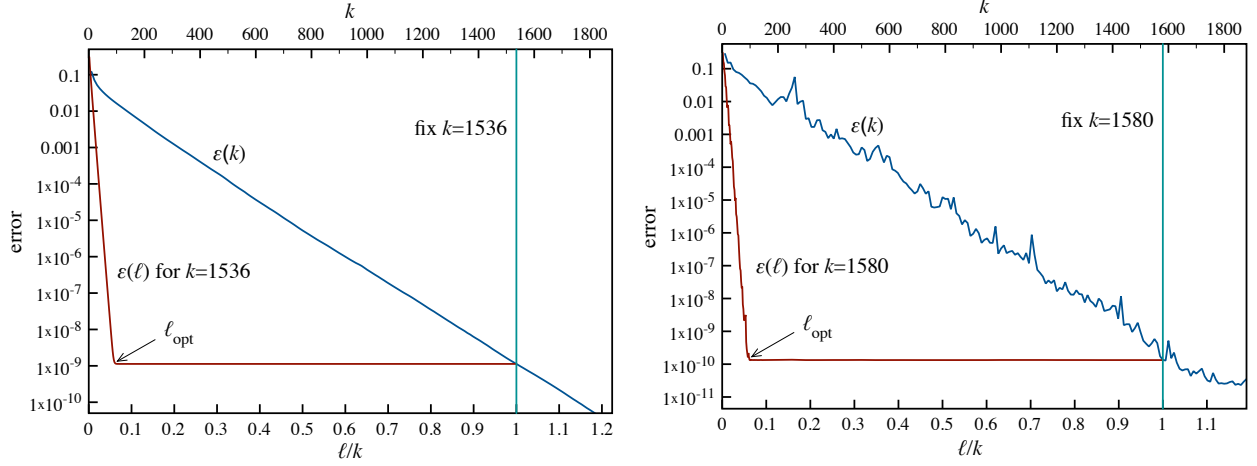 k
0 200 400 600 800 1000 1200 1400 1600 1800
error
0.1
0.01
0.001
1x10⁻⁴
1x10⁻⁵
1x10⁻⁶
1x10⁻⁷
1x10⁻⁸
1x10⁻⁹
1x10⁻¹⁰
fix k=1536
ε(k)
ε(ℓ) for k=1536
ℓopt
0 0.1 0.2 0.3 0.4 0.5 0.6 0.7 0.8 0.9 1 1.1 1.2
ℓ/k
k
0 200 400 600 800 1000 1200 1400 1600 1800
error
0.1
0.01
0.001
1x10⁻⁴
1x10⁻⁵
1x10⁻⁶
1x10⁻⁷
1x10⁻⁸
1x10⁻⁹
1x10⁻¹⁰
1x10⁻¹¹
fix k=1580
ε(k)
ε(ℓ) for k=1580
ℓopt
0 0.1 0.2 0.3 0.4 0.5 0.6 0.7 0.8 0.9 1 1.1
ℓ/k